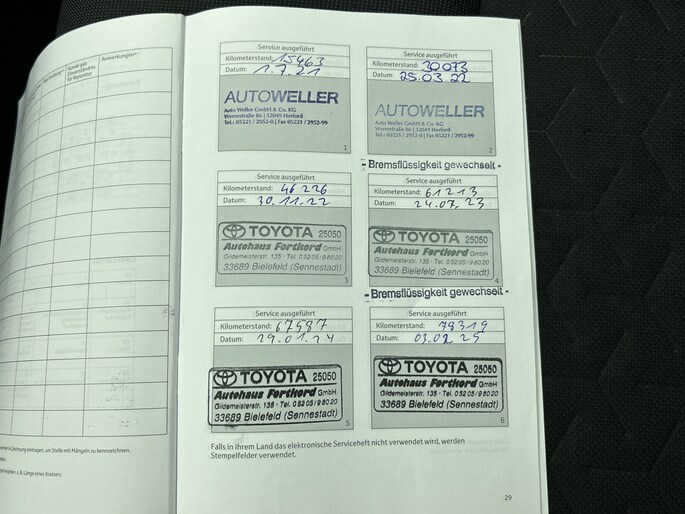 Service ausgeführt
Kilometerstand: 15463
Datum: 1.7.21
AUTOWELLER
Auto Weller GmbH & Co. KG
Werrestraße 86 | 32049 Herford
Tel.: 05221 / 2952-0 | Fax 05221 / 2952-99
1
Service ausgeführt
Kilometerstand: 30073
Datum: 25.03.22
AUTOWELLER
Auto Weller GmbH & Co. KG
Werrestraße 86 | 32049 Herford
Tel.: 05221 / 2952-0 | Fax 05221 / 2952-99
2
- Bremsflüssigkeit gewechselt -
Service ausgeführt
Kilometerstand: 46226
Datum: 30.11.22
TOYOTA 25050
Autohaus Fortkord GmbH
Gildemeisterstr. 135 · Tel. 05205/98020
33689 Bielefeld (Sennestadt)
3
Service ausgeführt
Kilometerstand: 61213
Datum: 24.07.23
TOYOTA 25050
Autohaus Fortkord GmbH
Gildemeisterstr. 135 · Tel. 05205/98020
33689 Bielefeld (Sennestadt)
4
- Bremsflüssigkeit gewechselt -
Service ausgeführt
Kilometerstand: 67587
Datum: 29.01.24
TOYOTA 25050
Autohaus Fortkord GmbH
Gildemeisterstr. 135 · Tel. 05205/98020
33689 Bielefeld (Sennestadt)
5
Service ausgeführt
Kilometerstand: 78319
Datum: 03.02.25
TOYOTA 25050
Autohaus Fortkord GmbH
Gildemeisterstr. 135 · Tel. 05205/98020
33689 Bielefeld (Sennestadt)
6
Falls in Ihrem Land das elektronische Serviceheft nicht verwendet wird, werden
Stempelfelder verwendet.
29